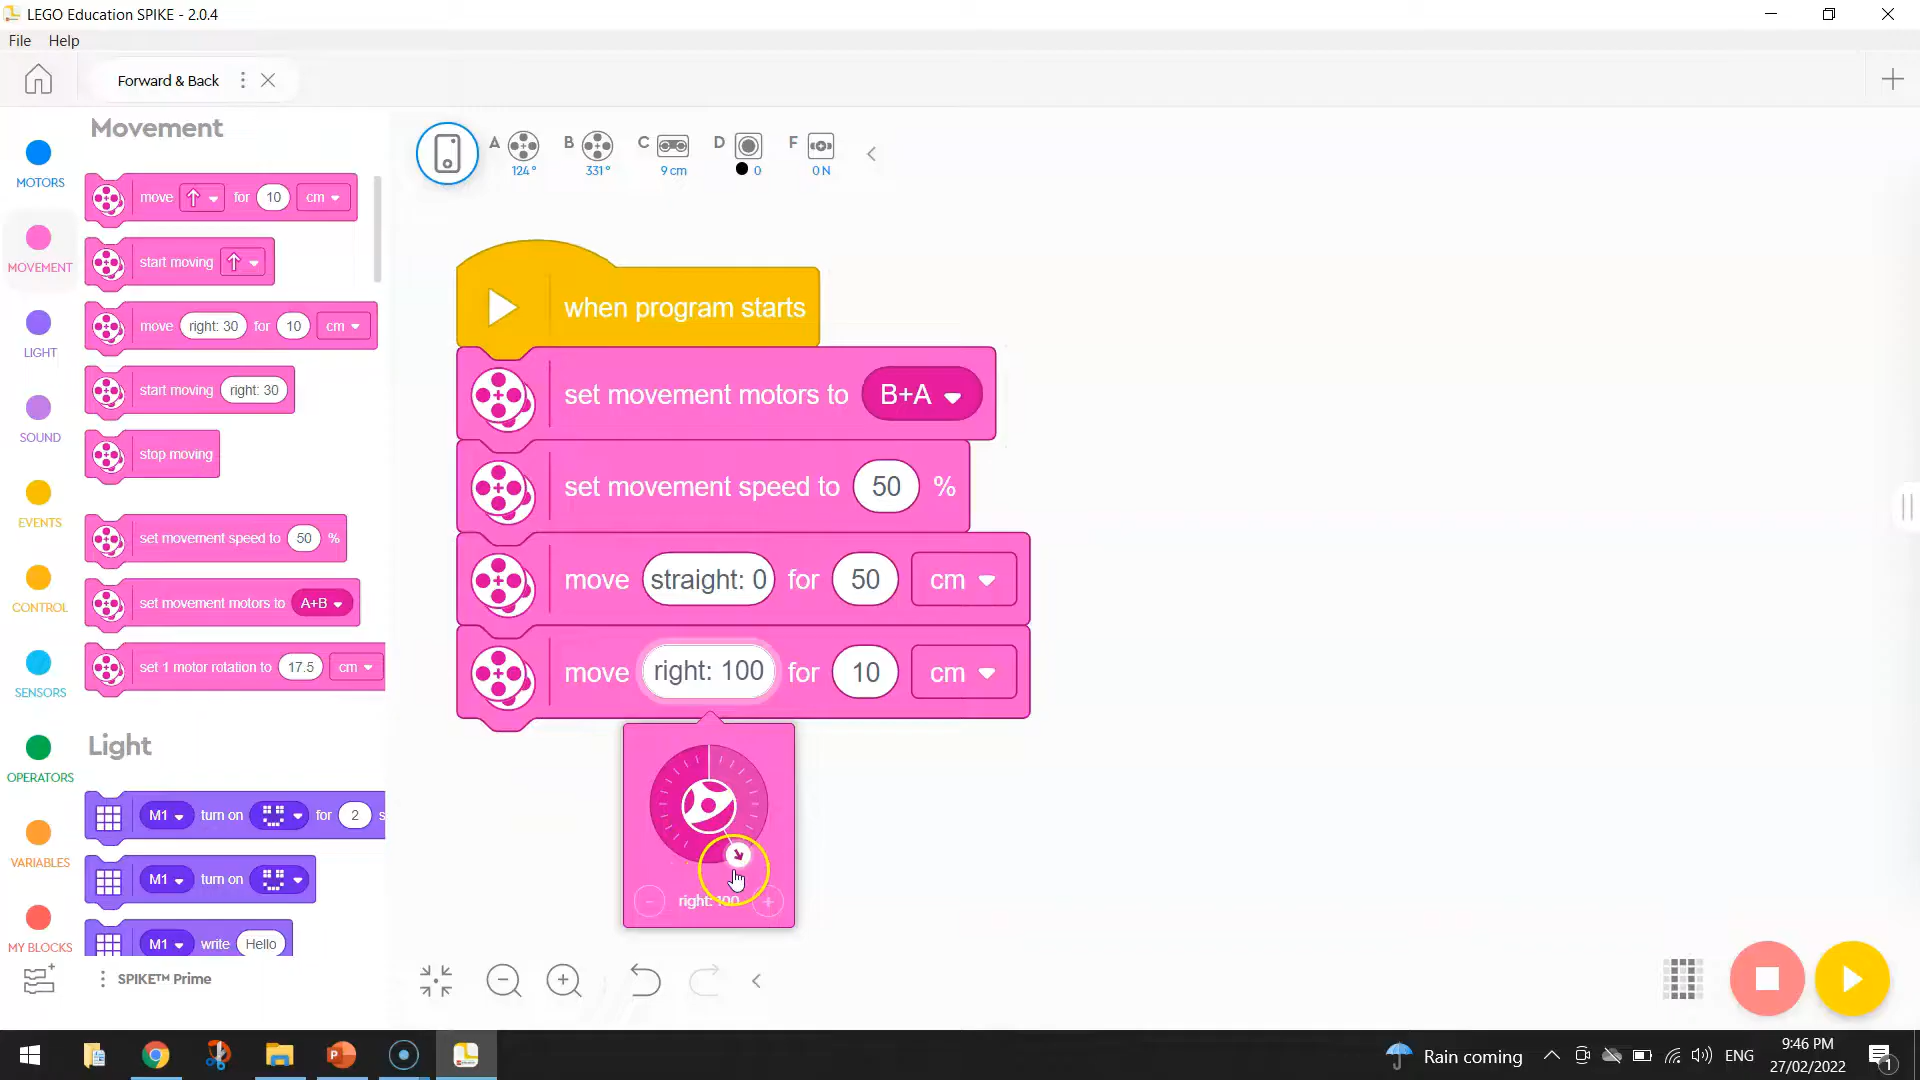 LEGO Education SPIKE - 2.0.4
File Help
Forward & Back
Movement
MOTORS
MOVEMENT
LIGHT
SOUND
EVENTS
CONTROL
SENSORS
OPERATORS
VARIABLES
MY BLOCKS
move for 10 cm
start moving
move right: 30 for 10 cm
start moving right: 30
stop moving
set movement speed to 50 %
set movement motors to A+B
set 1 motor rotation to 17.5 cm
Light
M1 turn on for 2 s
M1 turn on
M1 write Hello
SPIKE™ Prime
A B C D F
124° 331° 9 cm 0 0 N
when program starts
set movement motors to B+A
set movement speed to 50 %
move straight: 0 for 50 cm
move right: 100 for 10 cm
right: 100
Rain coming
ENG
9:46 PM
27/02/2022
1